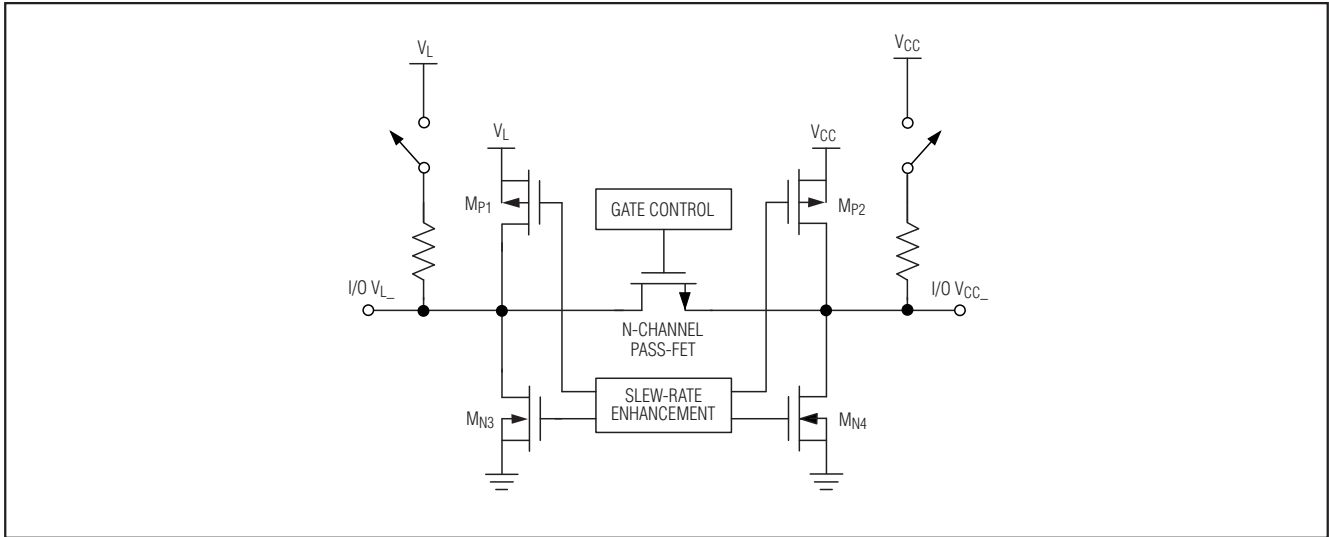 VL
VCC
VL
VCC
MP1
GATE CONTROL
MP2
I/O VL_
I/O VCC_
N-CHANNEL
PASS-FET
SLEW-RATE
ENHANCEMENT
MN3
MN4